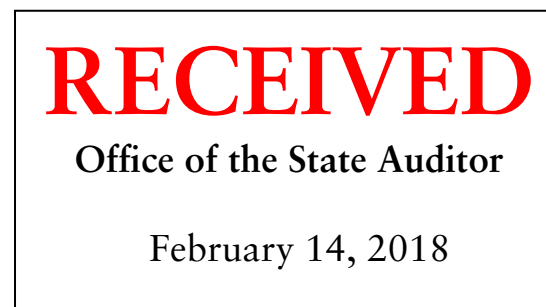 RECEIVED
Office of the State Auditor
February 14, 2018